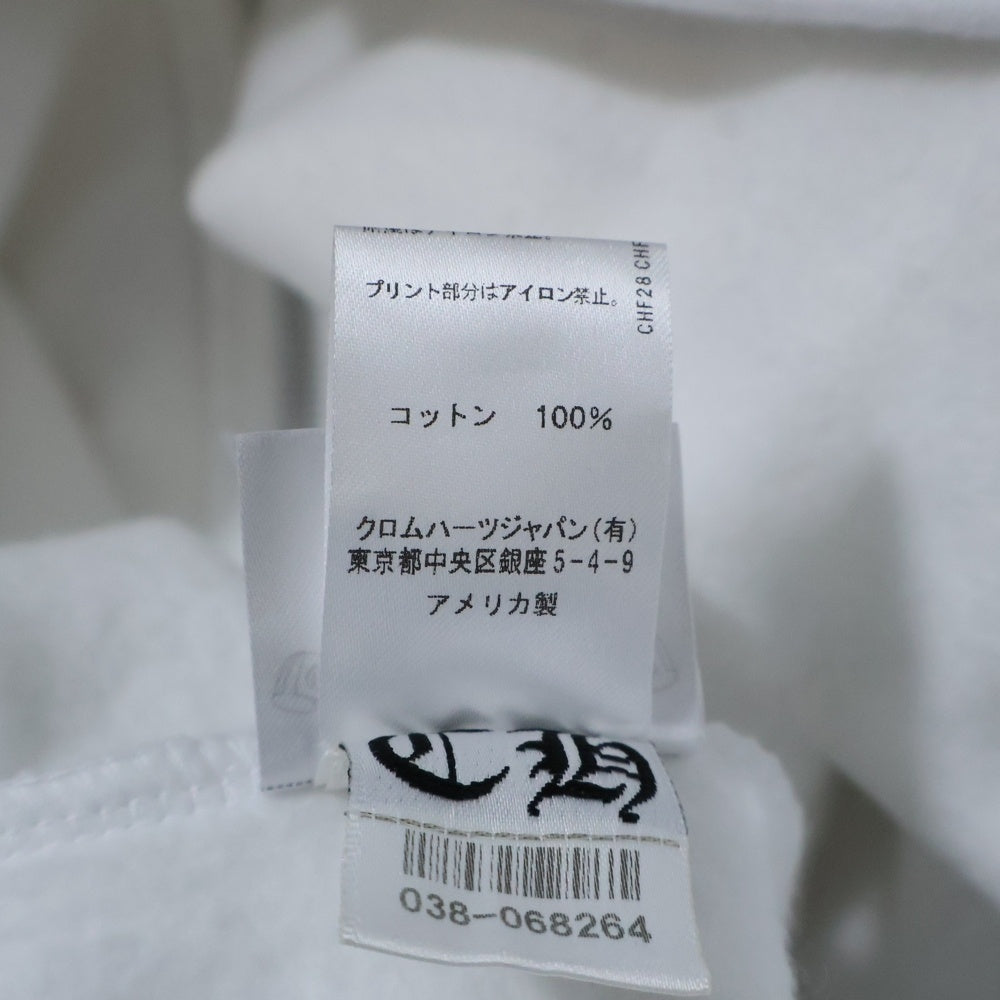 プリント部分はアイロン禁止。
CHF28 CHF
コットン　100%
クロムハーツジャパン(有)
東京都中央区銀座5-4-9
アメリカ製
CH
038-068264